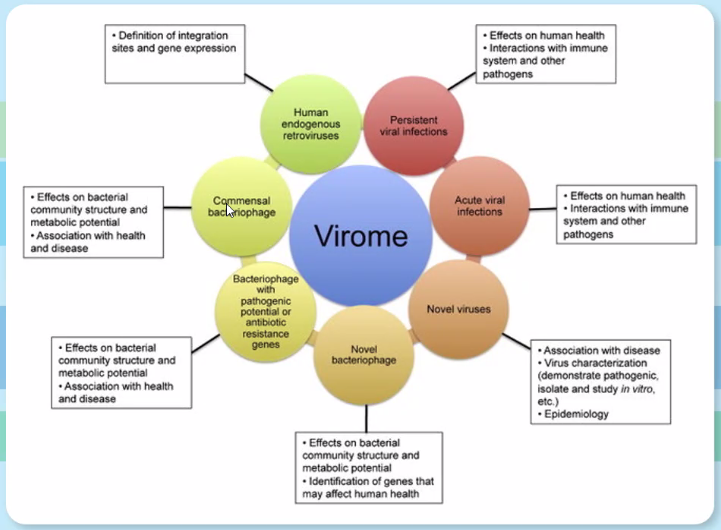 • Definition of integration
sites and gene expression
• Effects on human health
• Interactions with immune
system and other
pathogens
Human
endogenous
retroviruses
Persistent
viral infections
Commensal
bacteriophage
• Effects on bacterial
community structure and
metabolic potential
• Association with health
and disease
Acute viral
infections
• Effects on human health
• Interactions with immune
system and other
pathogens
Virome
Bacteriophage
with
pathogenic
potential or
antibiotic
resistance
genes
Novel viruses
• Effects on bacterial
community structure and
metabolic potential
• Association with health
and disease
Novel
bacteriophage
• Association with disease
• Virus characterization
(demonstrate pathogenic,
isolate and study in vitro,
etc.)
• Epidemiology
• Effects on bacterial
community structure and
metabolic potential
• Identification of genes that
may affect human health